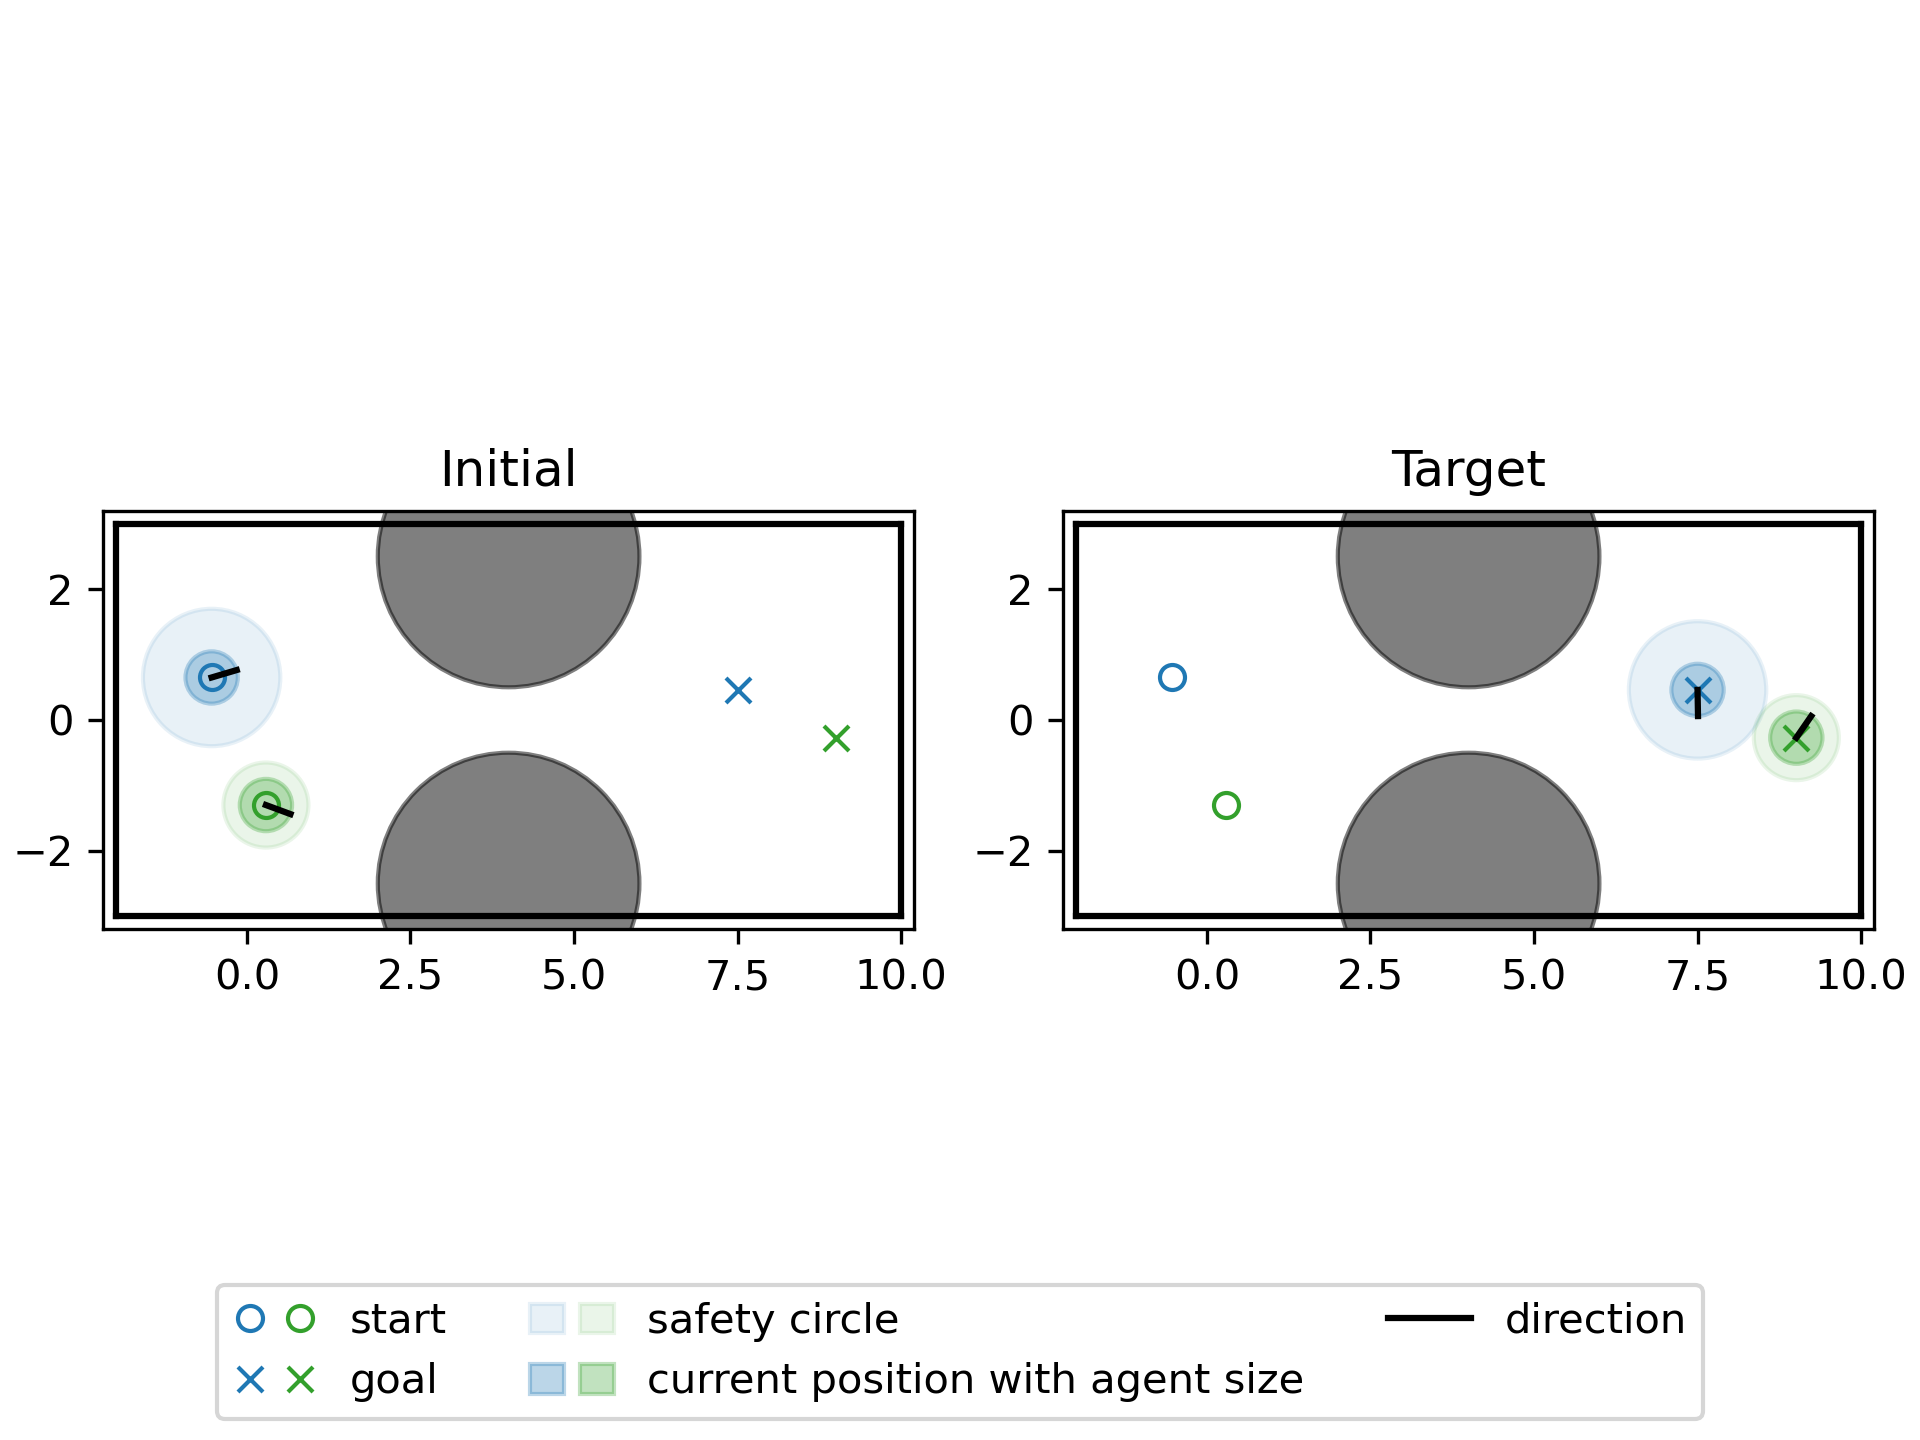 Initial
Target
2
0
−2
0.0 2.5 5.0 7.5 10.0
2
0
−2
0.0 2.5 5.0 7.5 10.0
start
goal
safety circle
current position with agent size
direction